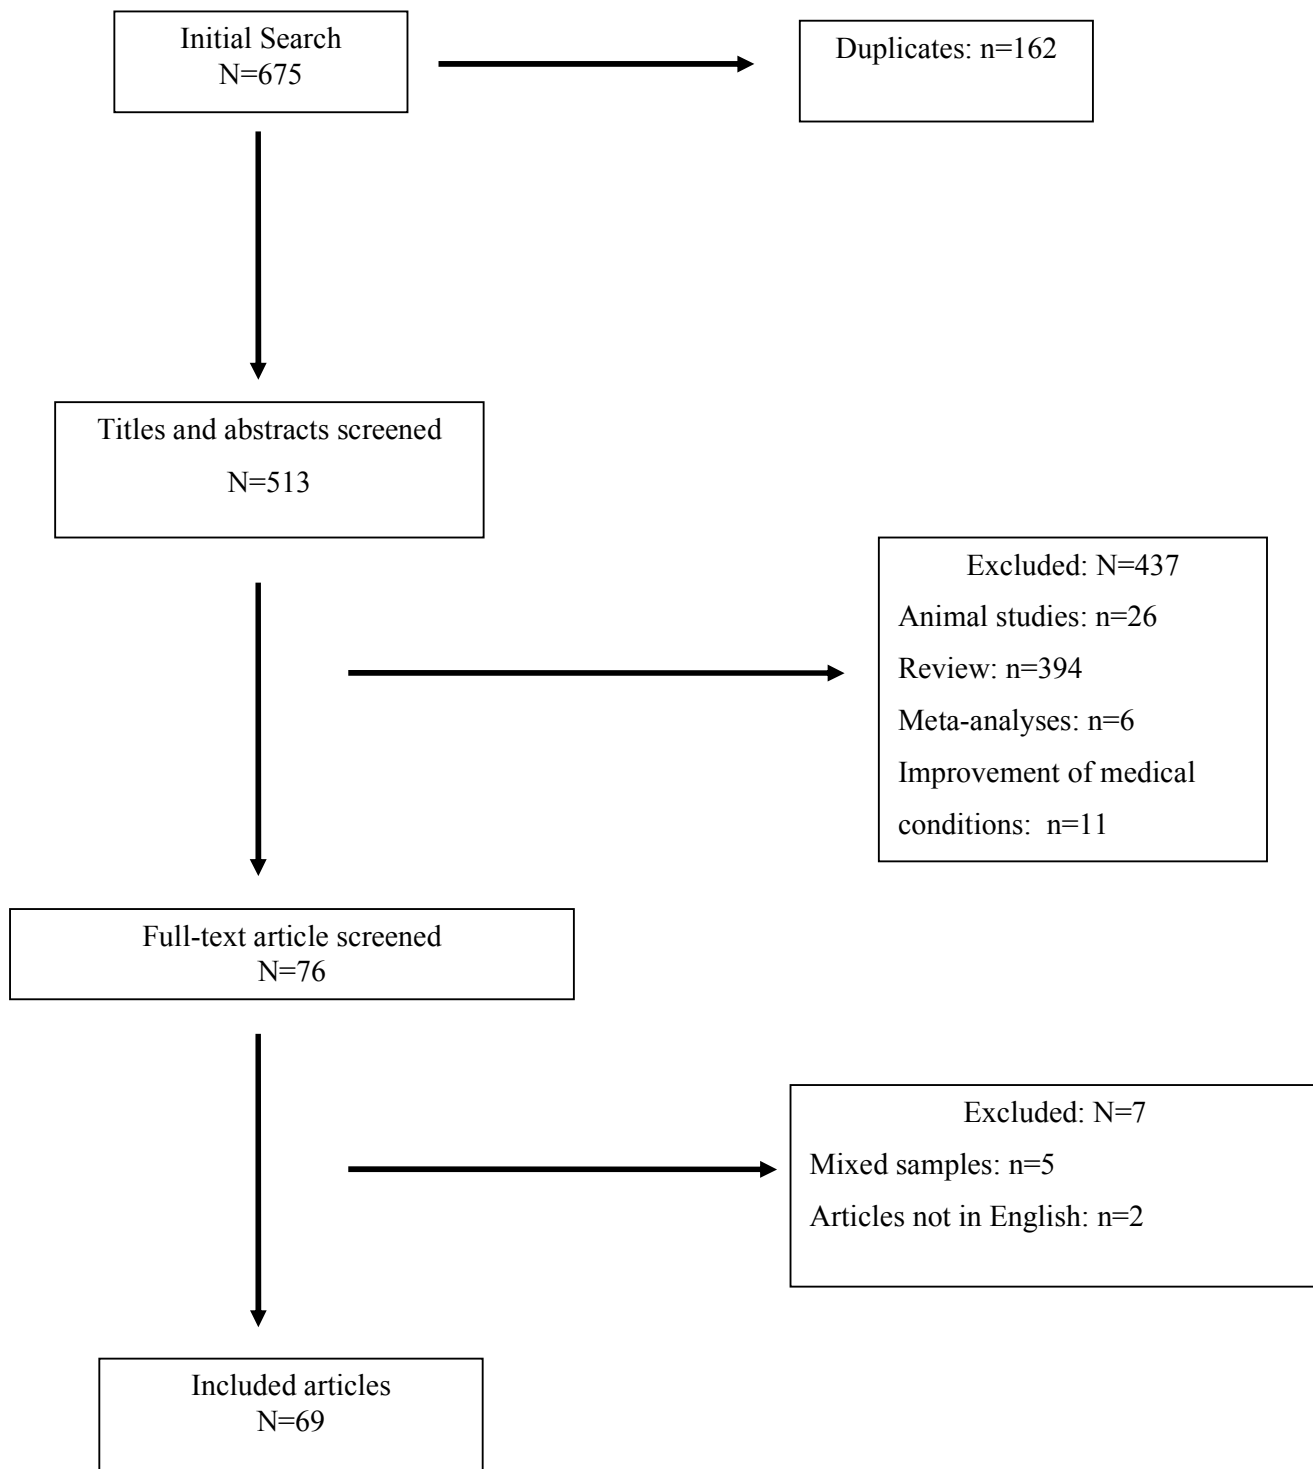 Initial Search
N=675
Duplicates: n=162
Titles and abstracts screened
N=513
Excluded: N=437
Animal studies: n=26
Review: n=394
Meta-analyses: n=6
Improvement of medical
conditions:  n=11
Full-text article screened
N=76
Excluded: N=7
Mixed samples: n=5
Articles not in English: n=2
Included articles
N=69